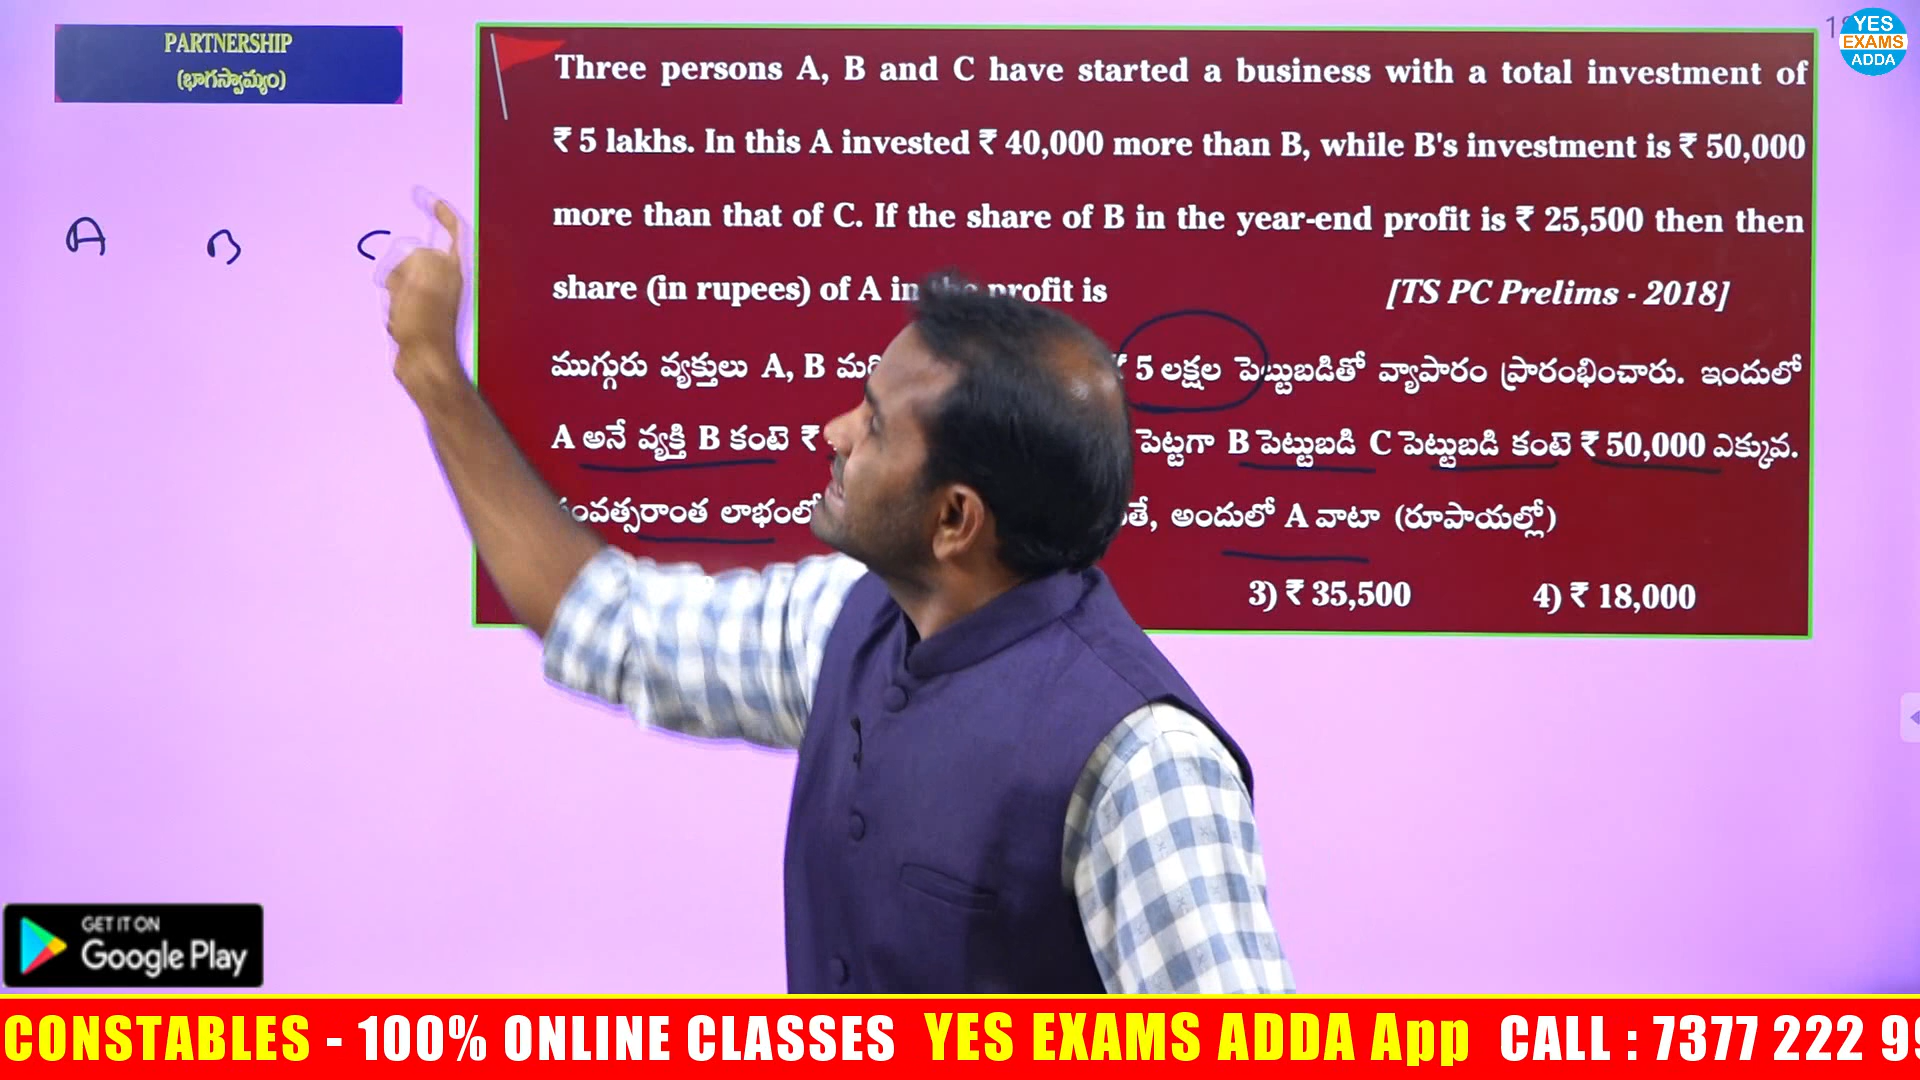 PARTNERSHIP
(భాగస్వామ్యం)
YES
EXAMS
ADDA
Three persons A, B and C have started a business with a total investment of
₹ 5 lakhs. In this A invested ₹ 40,000 more than B, while B's investment is ₹ 50,000
more than that of C. If the share of B in the year-end profit is ₹ 25,500 then then
share (in rupees) of A in the profit is [TS PC Prelims - 2018]
ముగ్గురు వ్యక్తులు A, B ₹ 5 లక్షల పెట్టుబడితో వ్యాపారం ప్రారంభించారు. ఇందులో
A అనే వ్యక్తి B కంటె ₹ పెట్టగా B పెట్టుబడి C పెట్టుబడి కంటె ₹ 50,000 ఎక్కువ.
లాభంలో అందులో A వాటా (రూపాయల్లో)
3) ₹ 35,500 4) ₹ 18,000
A B C
GET IT ON
Google Play
CONSTABLES - 100% ONLINE CLASSES YES EXAMS ADDA App CALL : 7377 222